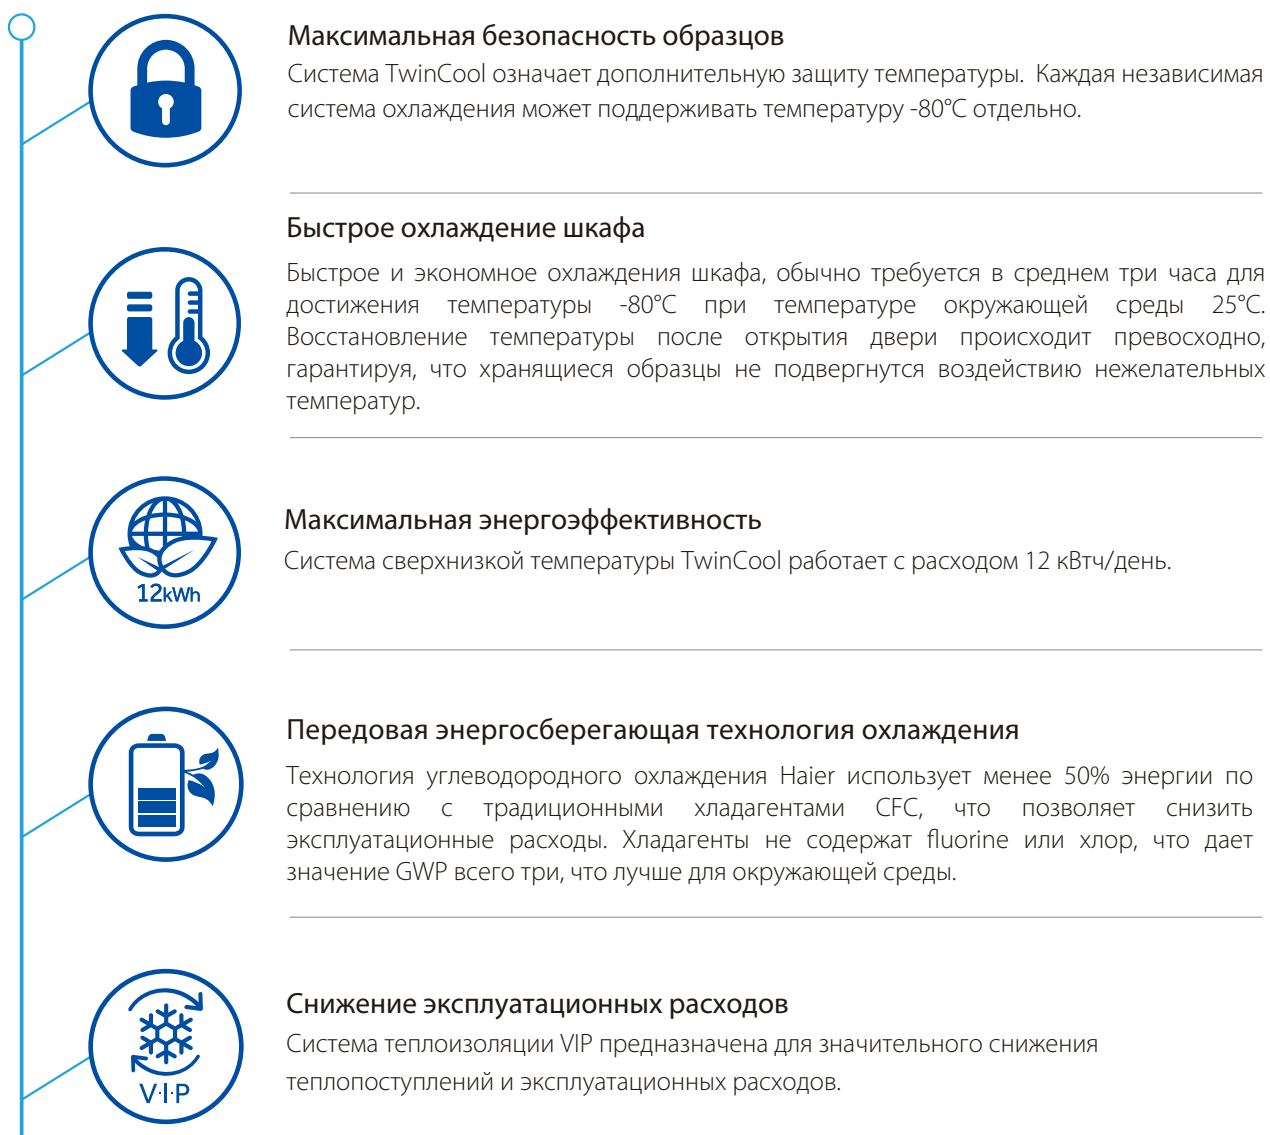 Максимальная безопасность образцов
Система TwinCool означает дополнительную защиту температуры. Каждая независимая
система охлаждения может поддерживать температуру -80°C отдельно.
Быстрое охлаждение шкафа
Быстрое и экономное охлаждения шкафа, обычно требуется в среднем три часа для
достижения температуры -80°C при температуре окружающей среды 25°C.
Восстановление температуры после открытия двери происходит превосходно,
гарантируя, что хранящиеся образцы не подвергнутся воздействию нежелательных
температур.
Максимальная энергоэффективность
Система сверхнизкой температуры TwinCool работает с расходом 12 кВтч/день.
12kWh
Передовая энергосберегающая технология охлаждения
Технология углеводородного охлаждения Haier использует менее 50% энергии по
сравнению с традиционными хладагентами CFC, что позволяет снизить
эксплуатационные расходы. Хладагенты не содержат fluorine или хлор, что дает
значение GWP всего три, что лучше для окружающей среды.
Снижение эксплуатационных расходов
Система теплоизоляции VIP предназначена для значительного снижения
теплопоступлений и эксплуатационных расходов.
V·I·P